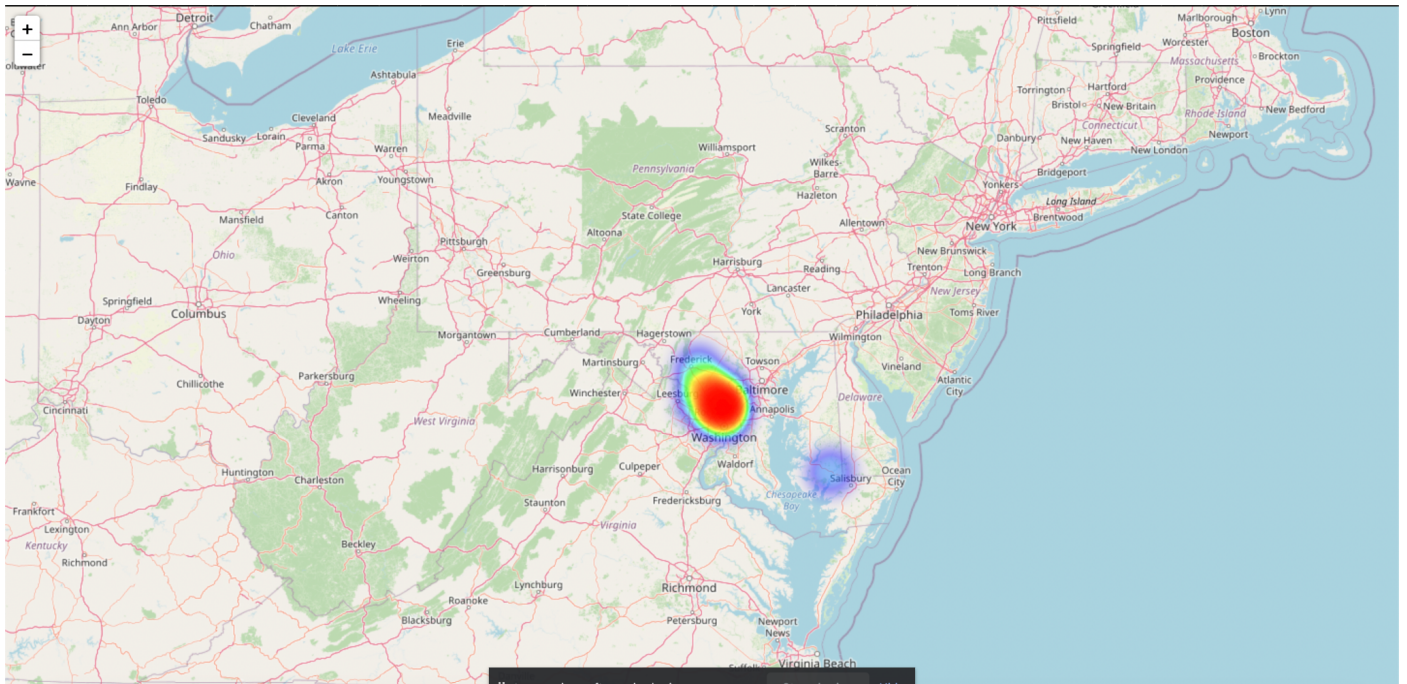 +
−
Detroit
Ann Arbor
Chatham
Lake Erie
Erie
Pittsfield
Marlborough
Lynn
Boston
Springfield
Worcester
Massachusetts
Brockton
Ashtabula
Toledo
Cleveland
Sandusky
Lorain
Parma
Meadville
Torrington
Hartford
Providence
Bristol
New Britain
Connecticut
Rhode Island
New Bedford
Newport
Scranton
Danbury
New Haven
New London
Warren
Williamsport
Wilkes-
Barre
Bridgeport
Wayne
Findlay
Akron
Youngstown
Pennsylvania
Hazleton
Yonkers
Long Island
Mansfield
Canton
State College
Altoona
Allentown
New York
Brentwood
Ohio
Weirton
Pittsburgh
Greensburg
Harrisburg
Reading
New Brunswick
Trenton
Long Branch
Lancaster
New Jersey
Springfield
Columbus
Wheeling
York
Philadelphia
Toms River
Dayton
Morgantown
Cumberland
Hagerstown
Wilmington
Martinsburg
Frederick
Towson
Vineland
Chillicothe
Parkersburg
Winchester
Atlantic
City
Cincinnati
West Virginia
Annapolis
Delaware
Washington
Huntington
Charleston
Harrisonburg
Culpeper
Waldorf
Salisbury
Ocean
City
Staunton
Fredericksburg
Chesapeake
Bay
Frankfort
Lexington
Kentucky
Richmond
Beckley
Virginia
Lynchburg
Richmond
Roanoke
Blacksburg
Petersburg
Newport
News
Virginia Beach